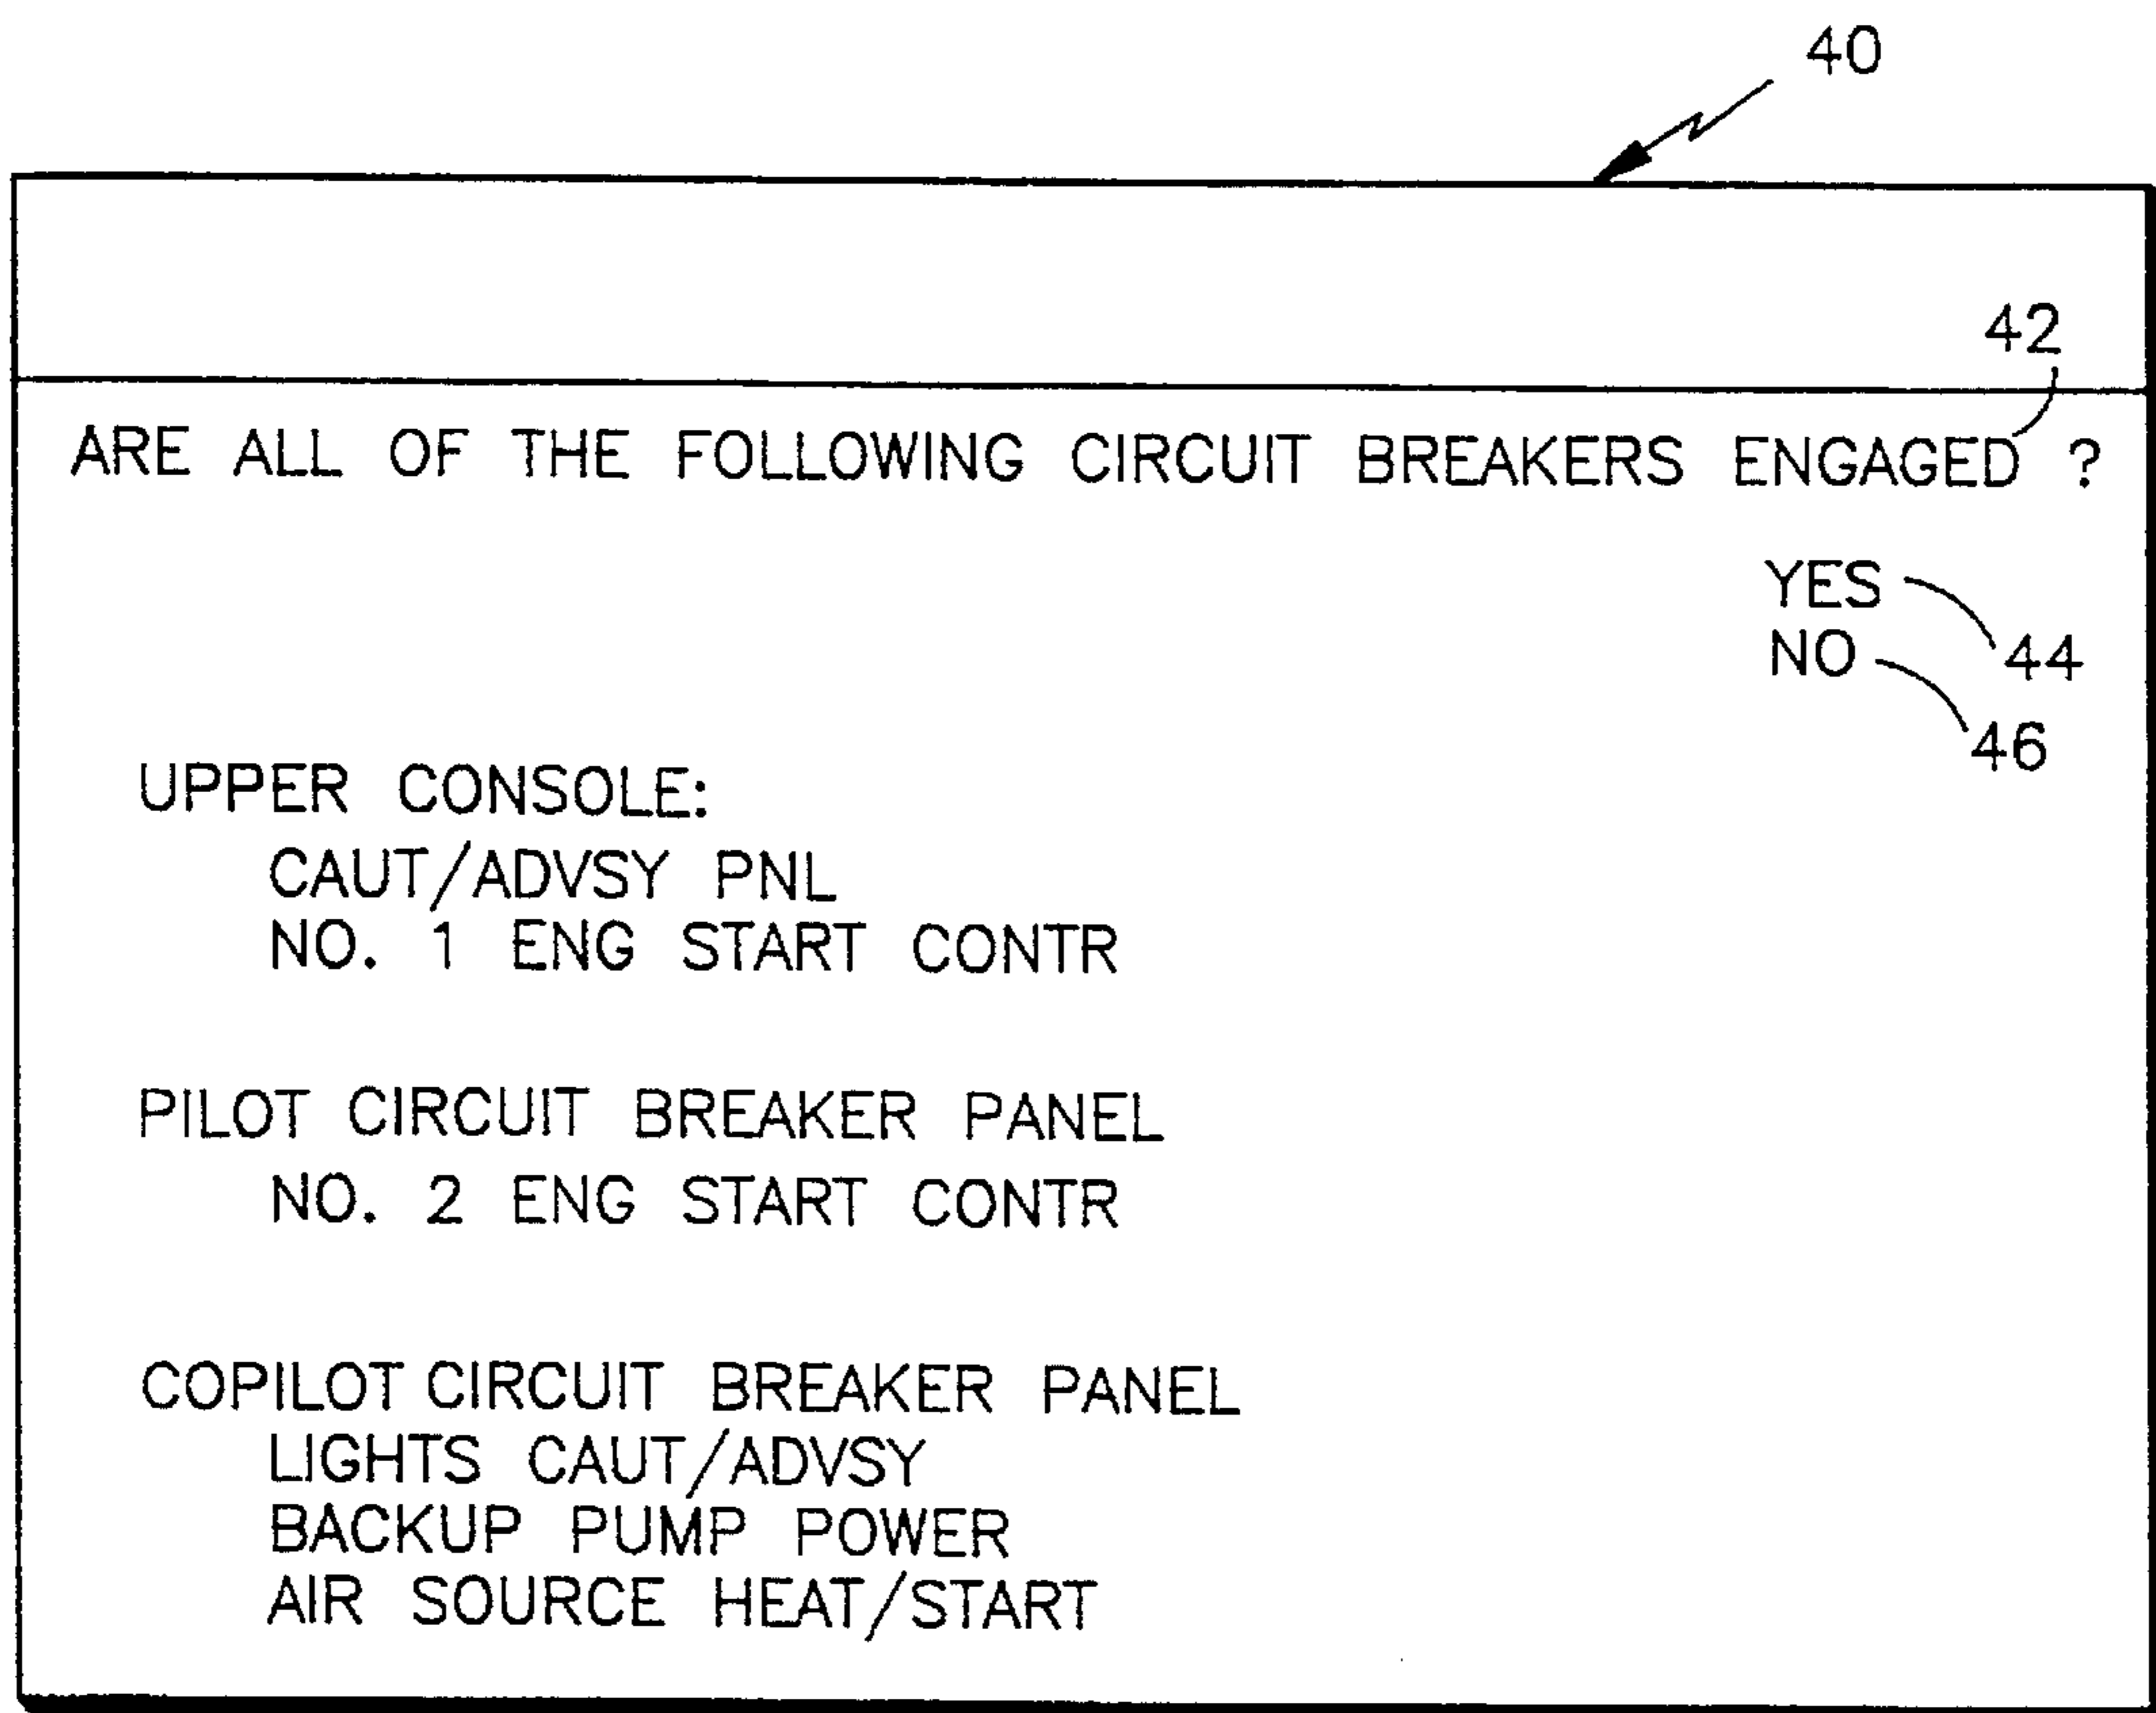 40
42
ARE ALL OF THE FOLLOWING CIRCUIT BREAKERS ENGAGED ?
YES
44
NO
46
UPPER CONSOLE:
CAUT/ADVSY PNL
NO. 1 ENG START CONTR
PILOT CIRCUIT BREAKER PANEL
NO. 2 ENG START CONTR
COPILOT CIRCUIT BREAKER PANEL
LIGHTS CAUT/ADVSY
BACKUP PUMP POWER
AIR SOURCE HEAT/START